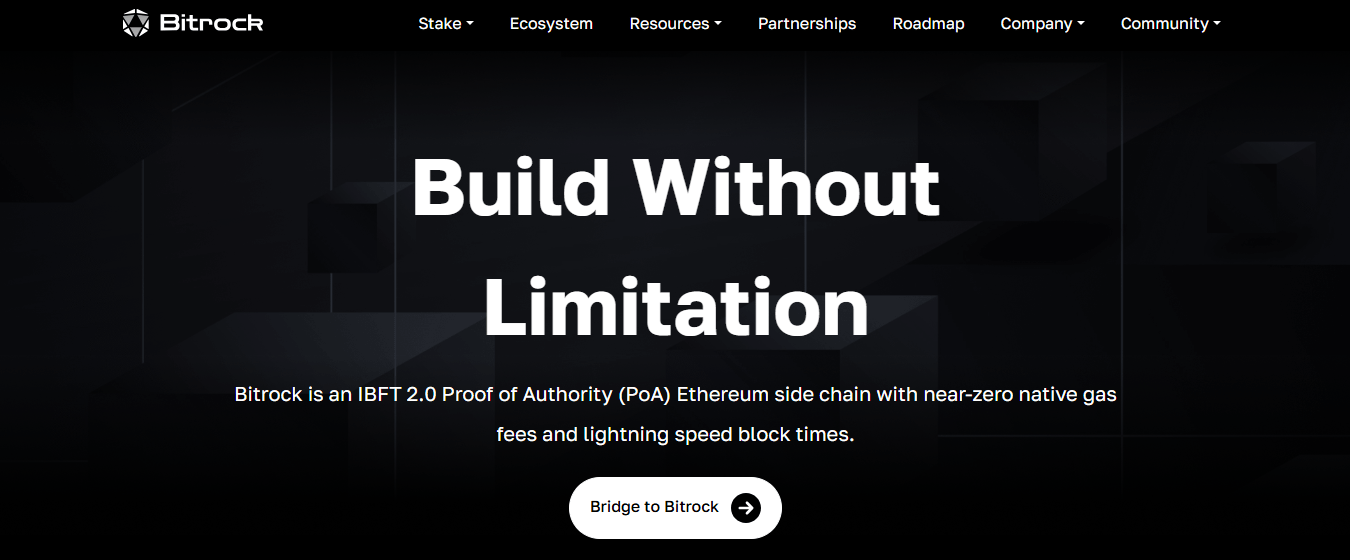 Bitrock
Stake
Ecosystem
Resources
Partnerships
Roadmap
Company
Community
Build Without
Limitation
Bitrock is an IBFT 2.0 Proof of Authority (PoA) Ethereum side chain with near-zero native gas
fees and lightning speed block times.
Bridge to Bitrock